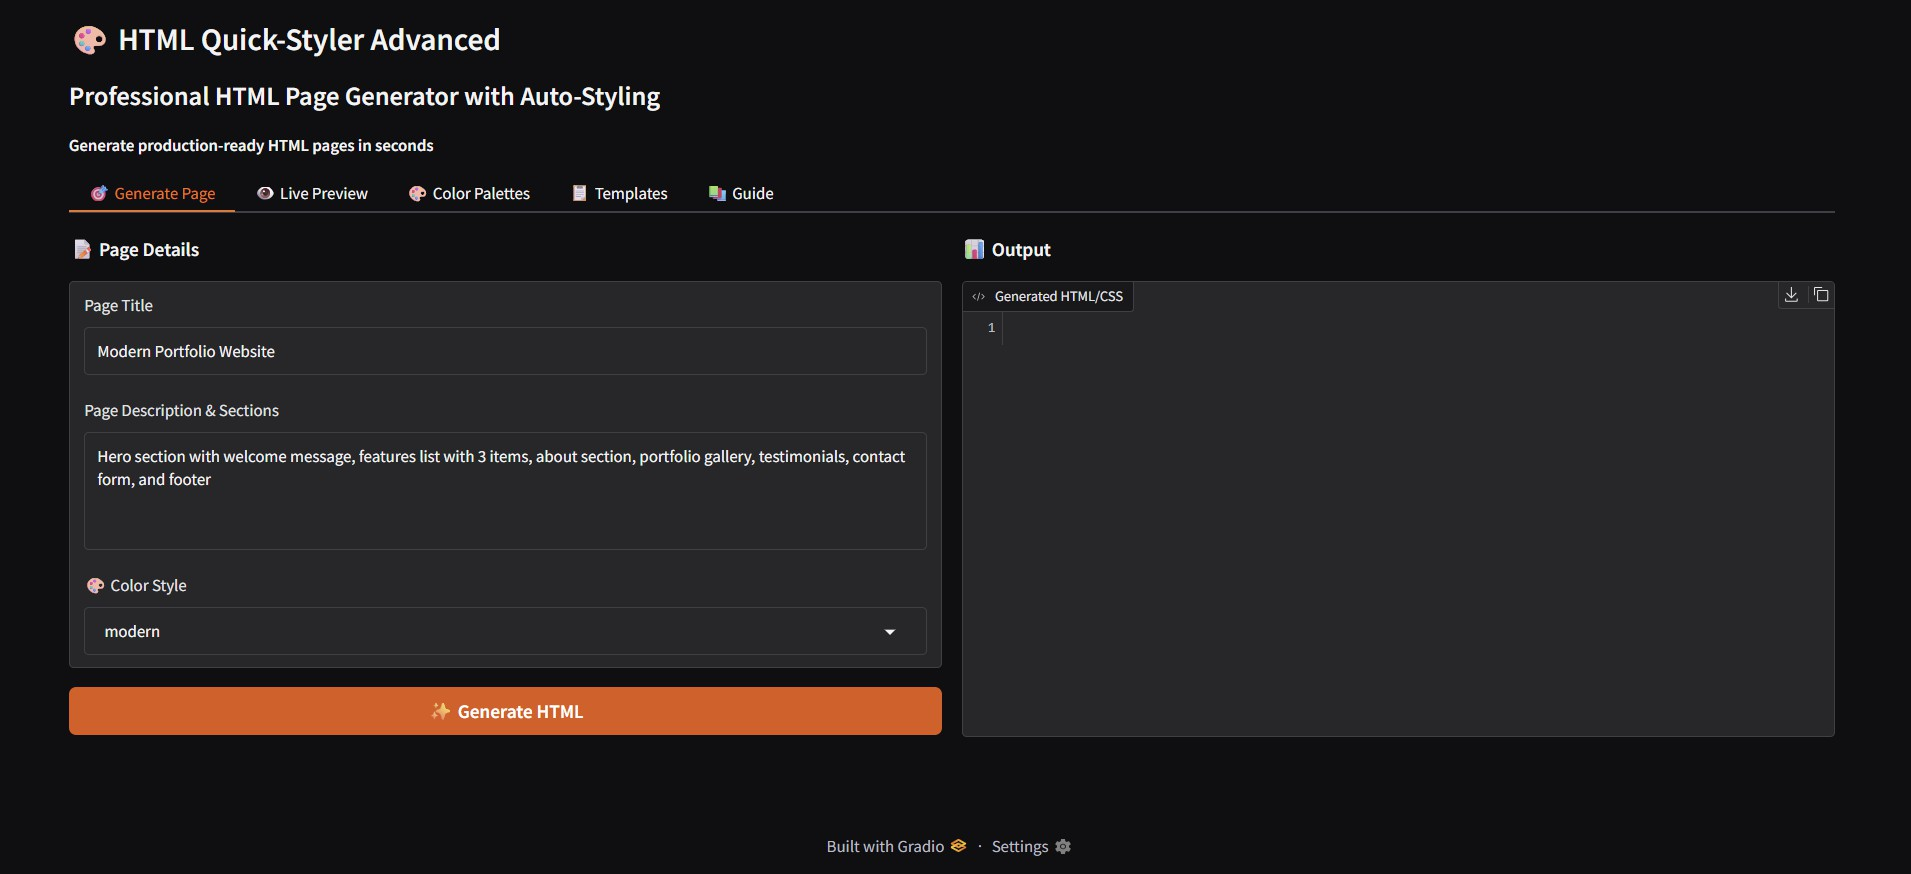 HTML Quick-Styler Advanced
Professional HTML Page Generator with Auto-Styling
Generate production-ready HTML pages in seconds
Generate Page
Live Preview
Color Palettes
Templates
Guide
Page Details
Page Title
Modern Portfolio Website
Page Description & Sections
Hero section with welcome message, features list with 3 items, about section, portfolio gallery, testimonials, contact
form, and footer
Color Style
modern
Generate HTML
Output
</> Generated HTML/CSS
1
Built with Gradio · Settings